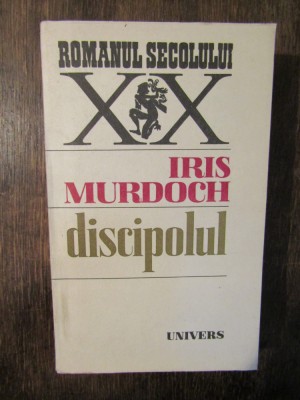 ROMANUL SECOLULUI
XX
IRIS
MURDOCH
discipolul
UNIVERS